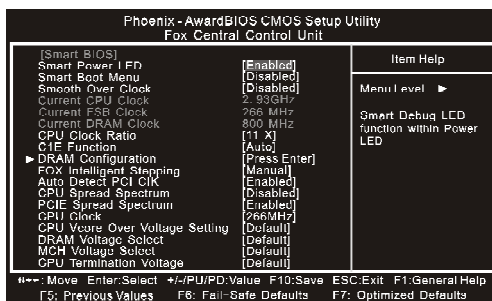 Phoenix - AwardBIOS CMOS Setup Utility
Fox Central Control Unit
[Smart BIOS]
Smart Power LED [Enabled]
Smart Boot Menu [Disabled]
Smooth Over Clock [Disabled]
Current CPU Clock 2. 93GHz
Current FSB Clock 266 MHz
Current DRAM Clock 800 MHz
CPU Clock Ratio [11 X]
C1E Function [Auto]
► DRAM Configuration [Press Enter]
FOX Intelligent Stepping [Manual]
Auto Detect PCI ClK [Enabled]
CPU Spread Spectrum [Disabled]
PCIE Spread Spectrum [Enabled]
CPU Clock [266MHz]
CPU Vcore Over Voltage Setting [Default]
DRAM Voltage Select [Default]
MCH Voltage Select [Default]
CPU Termination Voltage [Default]
Item Help
Menu Level ►
Smart Debug LED
function within Power
LED
↑↓→←:Move Enter:Select +/-/PU/PD:Value F10:Save ESC:Exit F1:General Help
F5: Previous Values F6: Fail-Safe Defaults F7: Optimized Defaults